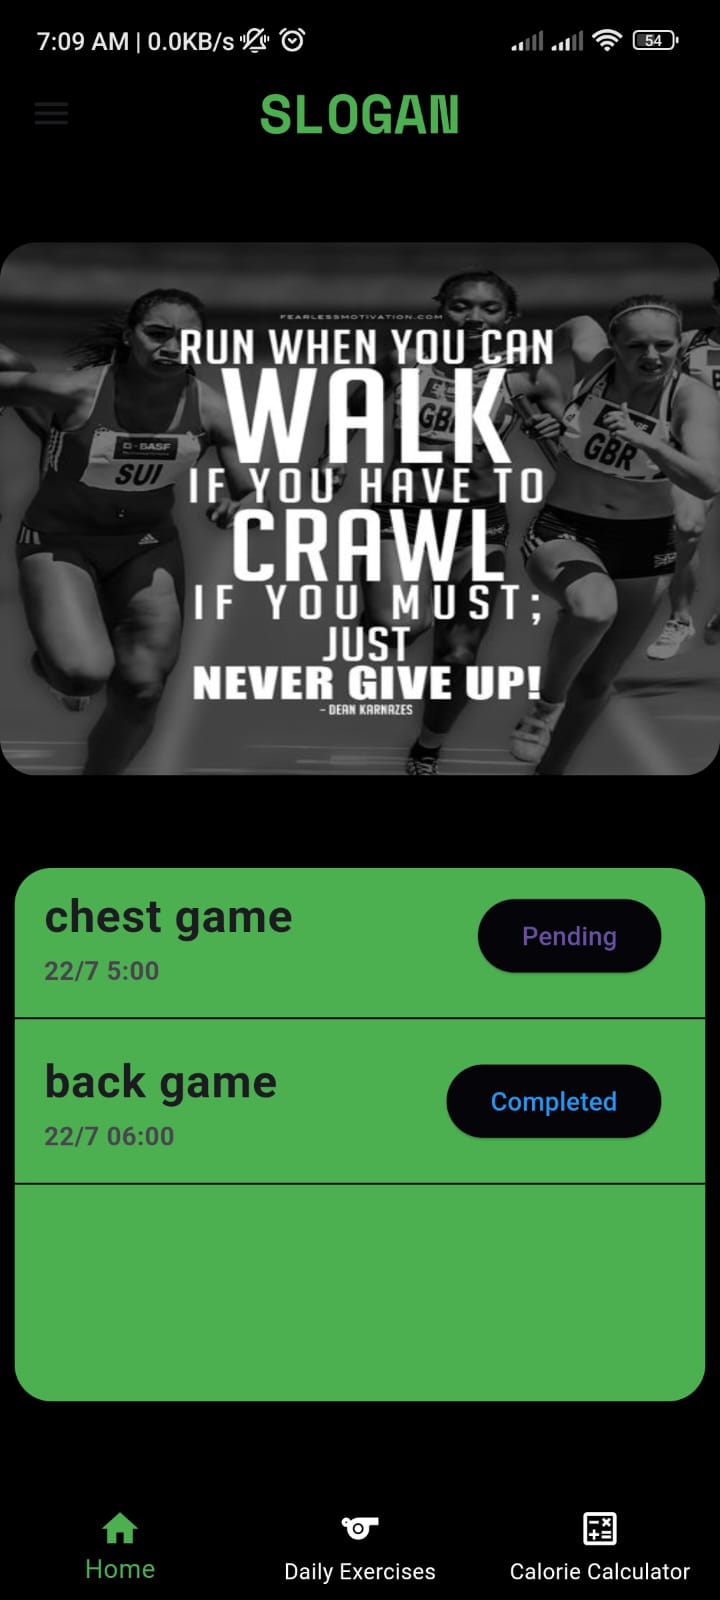 7:09 AM | 0.0KB/s
54
SLOGAN
FEARLESSMOTIVATION.COM
RUN WHEN YOU CAN
WALK
IF YOU HAVE TO
CRAWL
IF YOU MUST;
JUST
NEVER GIVE UP!
– DEAN KARNAZES
BASF
SUI
GBR
chest game
22/7 5:00
Pending
back game
22/7 06:00
Completed
Home
Daily Exercises
Calorie Calculator